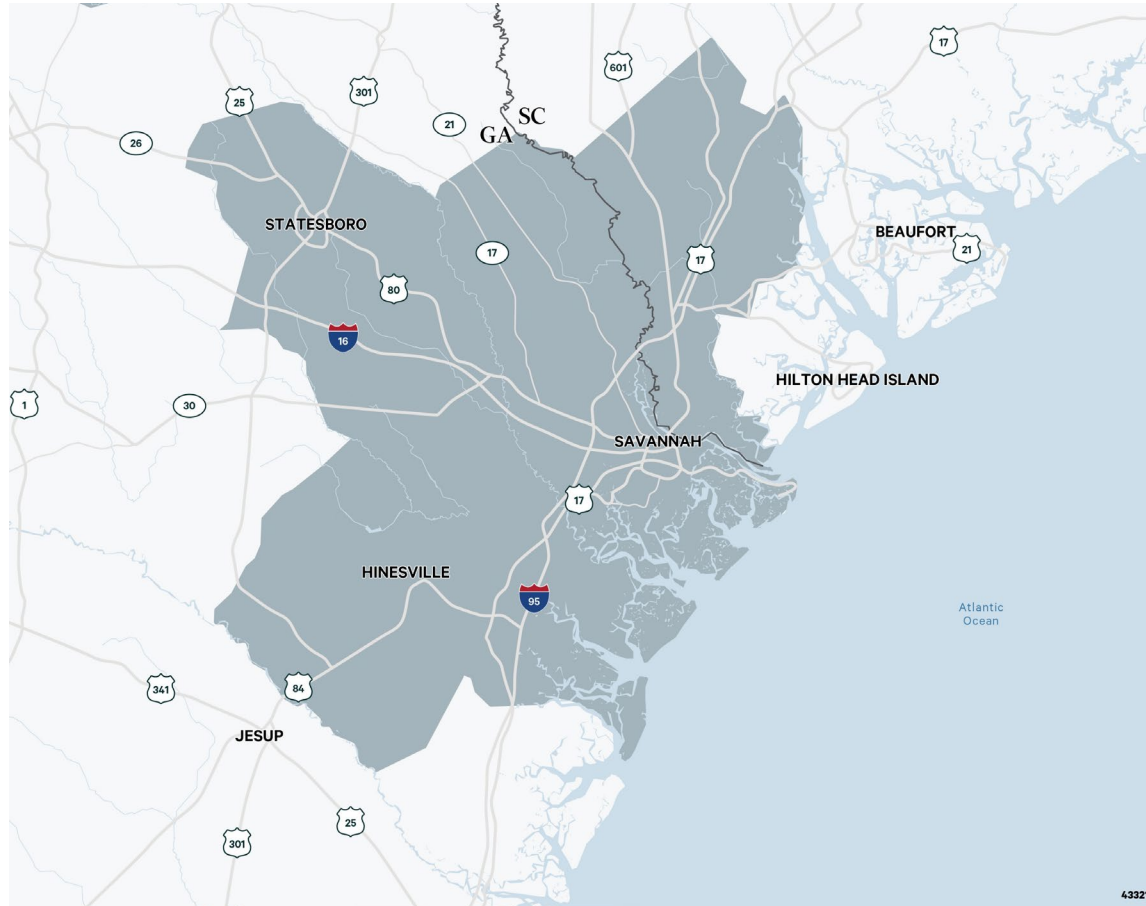 17
601
25
301
21
SC
GA
26
STATESBORO
BEAUFORT
21
17
17
80
16
HILTON HEAD ISLAND
1
30
SAVANNAH
17
HINESVILLE
95
Atlantic
Ocean
341
84
JESUP
25
301